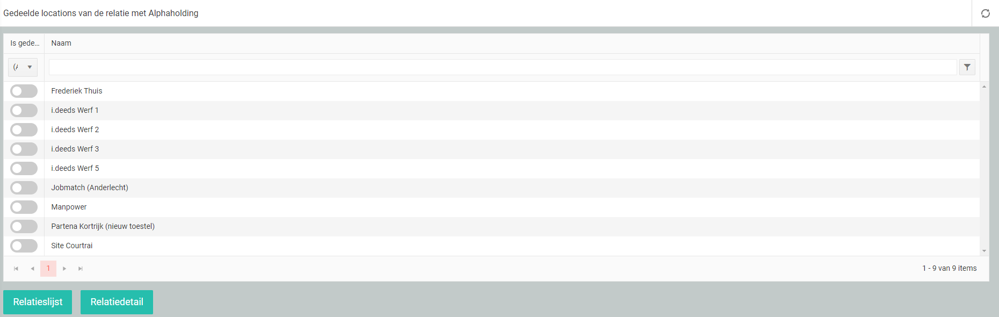 Gedeelde locations van de relatie met Alphaholding
Is gede... Naam
(A
Frederiek Thuis
i.deeds Werf 1
i.deeds Werf 2
i.deeds Werf 3
i.deeds Werf 5
Jobmatch (Anderlecht)
Manpower
Partena Kortrijk (nieuw toestel)
Site Courtrai
1 1 - 9 van 9 items
Relatieslijst Relatiedetail